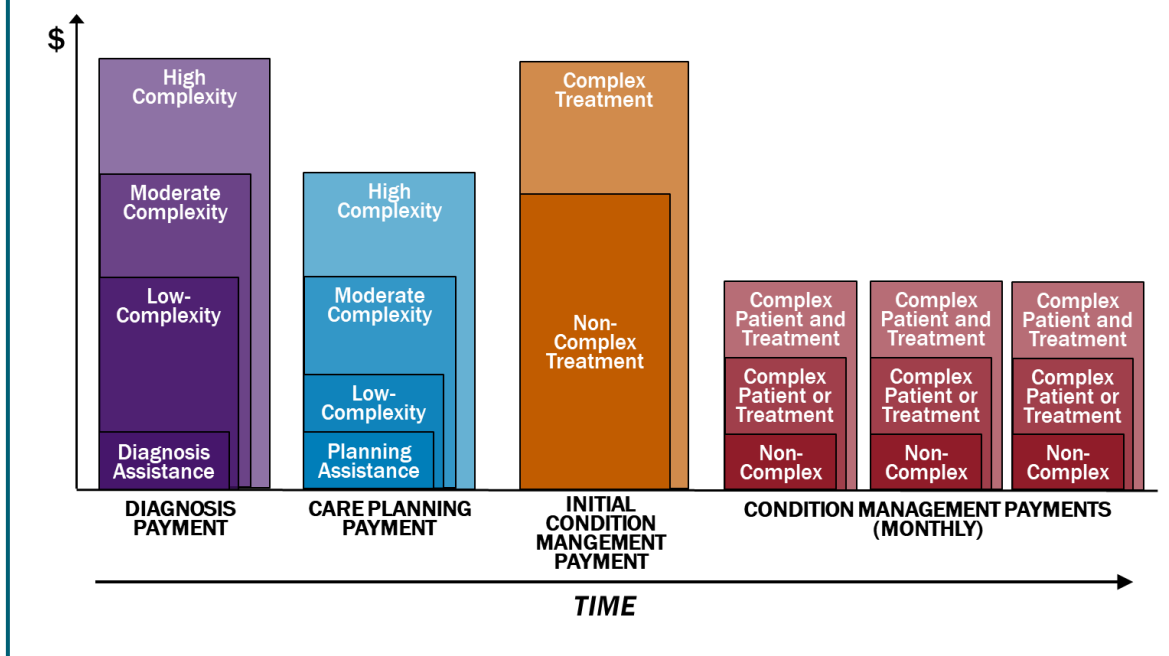 $
High
Complexity
Moderate
Complexity
Low-
Complexity
Diagnosis
Assistance
High
Complexity
Moderate
Complexity
Low-
Complexity
Planning
Assistance
Complex
Treatment
Non-
Complex
Treatment
Complex
Patient and
Treatment
Complex
Patient or
Treatment
Non-
Complex
Complex
Patient and
Treatment
Complex
Patient or
Treatment
Non-
Complex
Complex
Patient and
Treatment
Complex
Patient or
Treatment
Non-
Complex
DIAGNOSIS
PAYMENT
CARE PLANNING
PAYMENT
INITIAL
CONDITION
MANGEMENT
PAYMENT
CONDITION MANAGEMENT PAYMENTS
(MONTHLY)
TIME